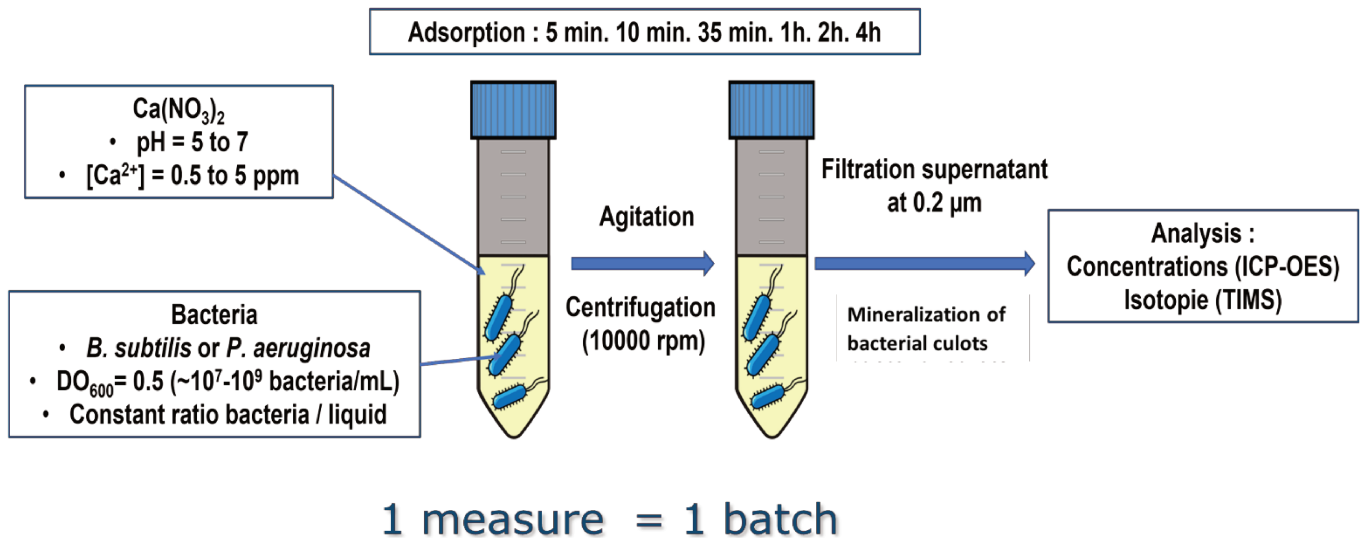 Adsorption : 5 min. 10 min. 35 min. 1h. 2h. 4h
Ca(NO₃)₂
• pH = 5 to 7
• [Ca²⁺] = 0.5 to 5 ppm
Bacteria
• B. subtilis or P. aeruginosa
• DO₆₀₀= 0.5 (~10⁷-10⁹ bacteria/mL)
• Constant ratio bacteria / liquid
Agitation
Centrifugation
(10000 rpm)
Filtration supernatant
at 0.2 µm
Mineralization of
bacterial culots
Analysis :
Concentrations (ICP-OES)
Isotopie (TIMS)
1 measure = 1 batch